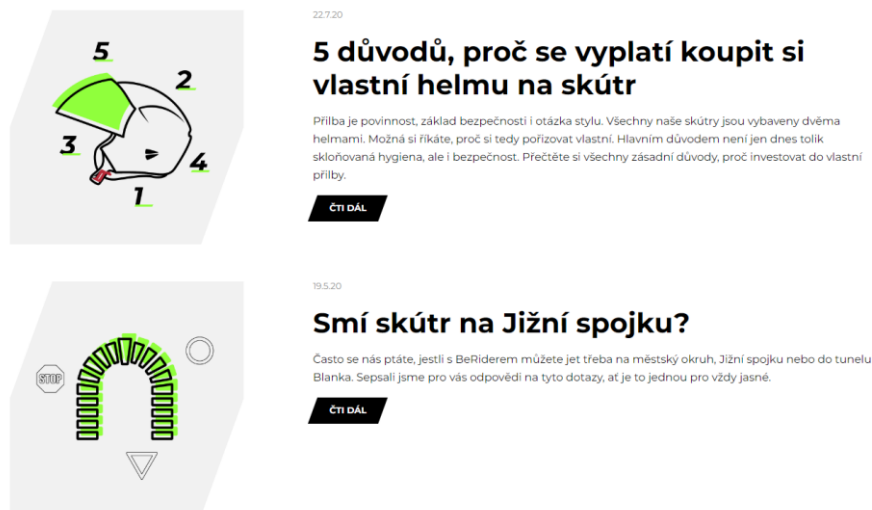 22.7.20
5 důvodů, proč se vyplatí koupit si
vlastní helmu na skútr
Přilba je povinnost, základ bezpečnosti i otázka stylu. Všechny naše skútry jsou vybaveny dvěma
helmami. Možná si říkáte, proč si tedy pořizovat vlastní. Hlavním důvodem není jen dnes tolik
skloňovaná hygiena, ale i bezpečnost. Přečtěte si všechny zásadní důvody, proč investovat do vlastní
přilby.
ČTI DÁL
5
2
3
4
1
19.5.20
Smí skútr na Jižní spojku?
Často se nás ptáte, jestli s BeRiderem můžete jet třeba na městský okruh, Jižní spojku nebo do tunelu
Blanka. Sepsali jsme pro vás odpovědi na tyto dotazy, ať je to jednou pro vždy jasné.
ČTI DÁL
STOP